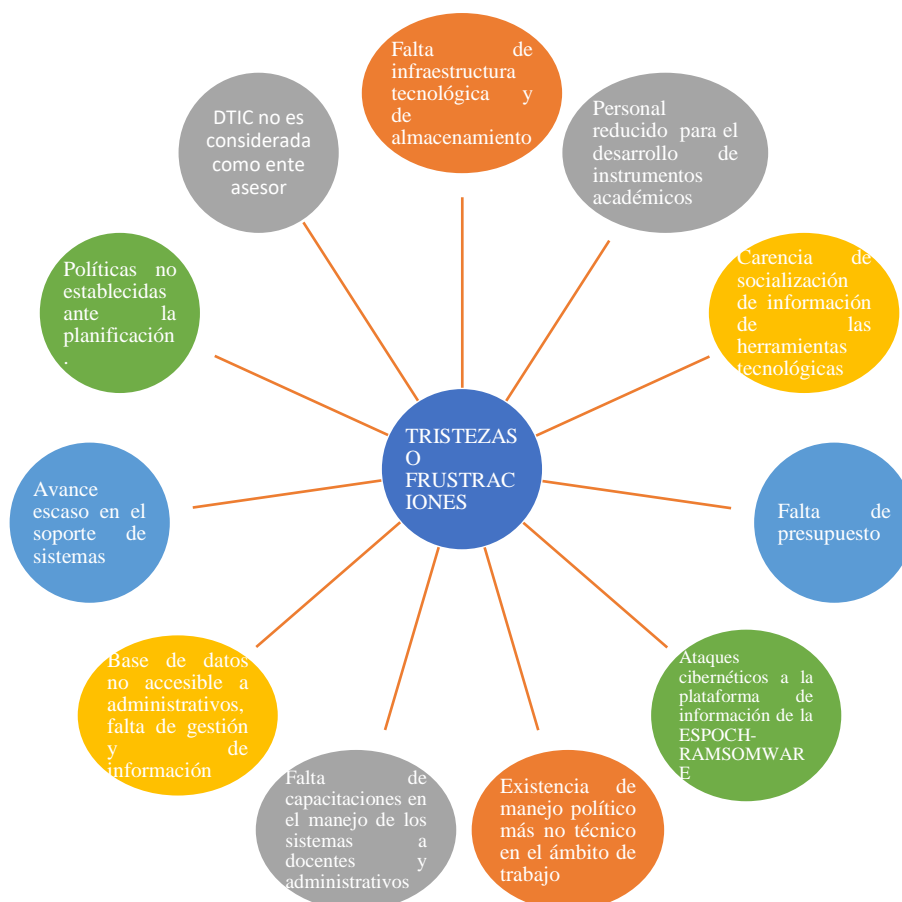 Falta de
infraestructura
tecnológica y
de
almacenamiento
Personal
reducido para el
desarrollo de
instrumentos
académicos
Carencia de
socialización
de información
de las
herramientas
tecnológicas
Falta de
presupuesto
Ataques
cibernéticos a la
plataforma de
información de la
ESPOCH-
RAMSOMWAR
E
Existencia de
manejo político
más no técnico
en el ámbito de
trabajo
Falta de
capacitaciones en
el manejo de los
sistemas a
docentes y
administrativos
Base de datos
no accesible a
administrativos,
falta de gestión
y de
información
Avance
escaso en el
soporte de
sistemas
Políticas no
establecidas
ante la
planificación
.
DTIC no es
considerada
como ente
asesor
TRISTEZAS
O
FRUSTRAC
IONES